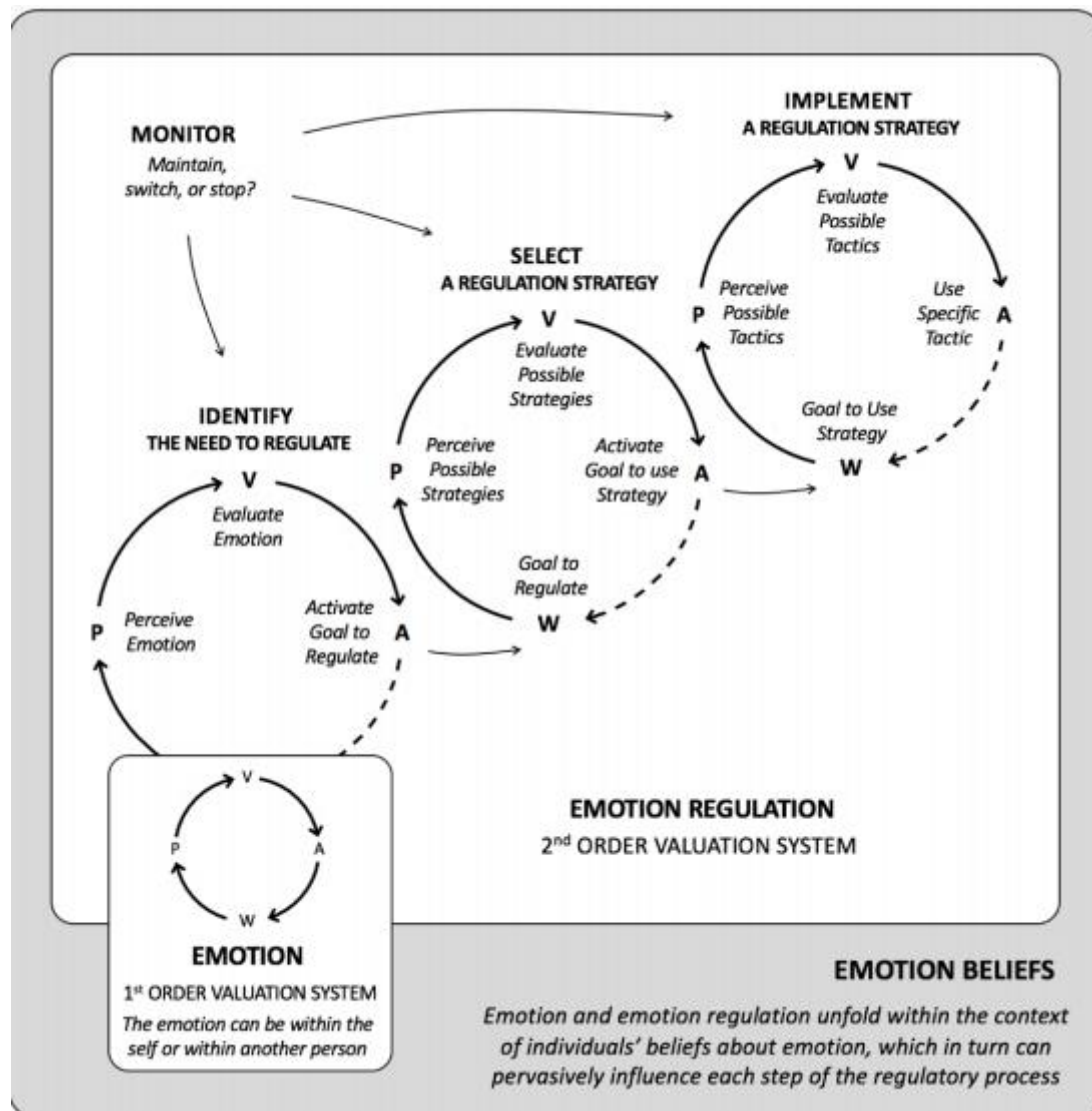 MONITOR
Maintain,
switch, or stop?
IMPLEMENT
A REGULATION STRATEGY
V
Evaluate
Possible
Tactics
P
Perceive
Possible
Tactics
Use
Specific
Tactic
A
Goal to Use
Strategy
W
SELECT
A REGULATION STRATEGY
V
Evaluate
Possible
Strategies
P
Perceive
Possible
Strategies
Activate
Goal to use
Strategy
A
Goal to
Regulate
W
IDENTIFY
THE NEED TO REGULATE
V
Evaluate
Emotion
P
Perceive
Emotion
Activate
Goal to
Regulate
A
V
P
A
W
EMOTION
1st ORDER VALUATION SYSTEM
The emotion can be within the
self or within another person
EMOTION REGULATION
2nd ORDER VALUATION SYSTEM
EMOTION BELIEFS
Emotion and emotion regulation unfold within the context
of individuals' beliefs about emotion, which in turn can
pervasively influence each step of the regulatory process